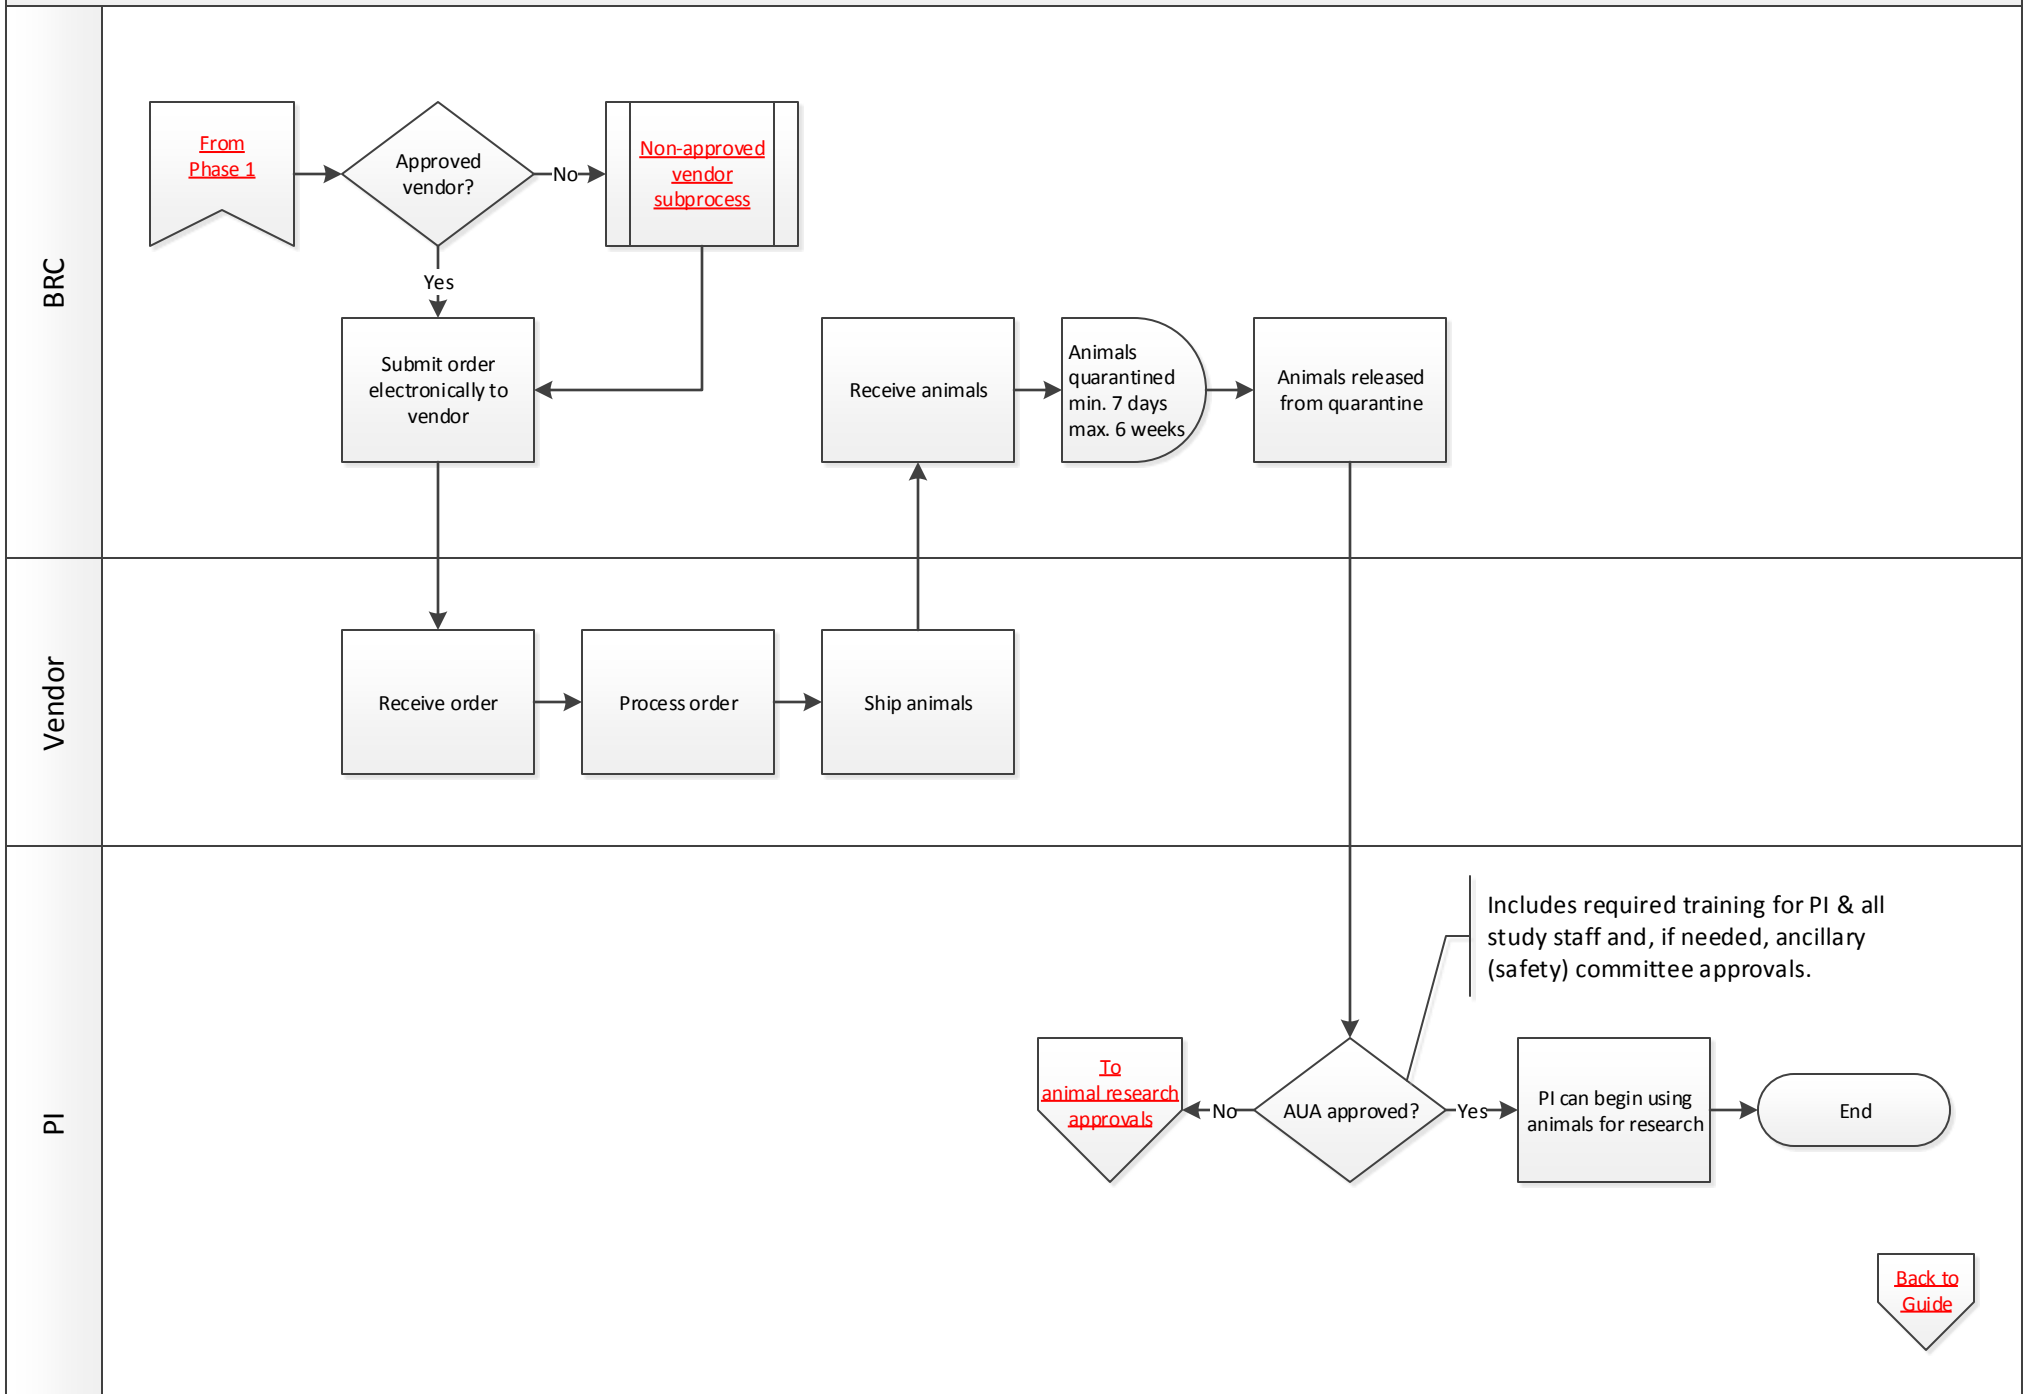 BRC
From
Phase 1
Approved
vendor?
No
Non-approved
vendor
subprocess
Yes
Submit order
electronically to
vendor
Receive animals
Animals
quarantined
min. 7 days
max. 6 weeks
Animals released
from quarantine
Vendor
Receive order
Process order
Ship animals
PI
Includes required training for PI & all
study staff and, if needed, ancillary
(safety) committee approvals.
To
animal research
approvals
No
AUA approved?
Yes
PI can begin using
animals for research
End
Back to
Guide